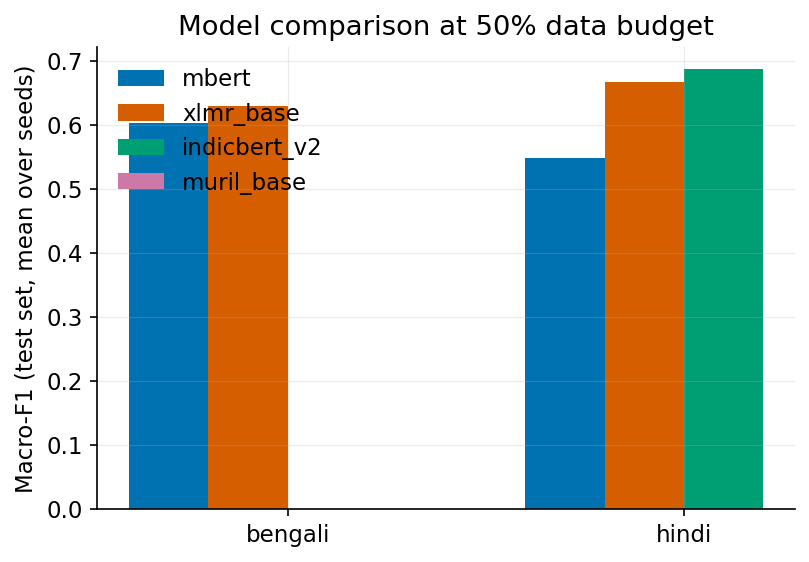 Model comparison at 50% data budget
Macro-F1 (test set, mean over seeds)
0.7
0.6
0.5
0.4
0.3
0.2
0.1
0.0
mbert
xlmr_base
indicbert_v2
muril_base
bengali
hindi